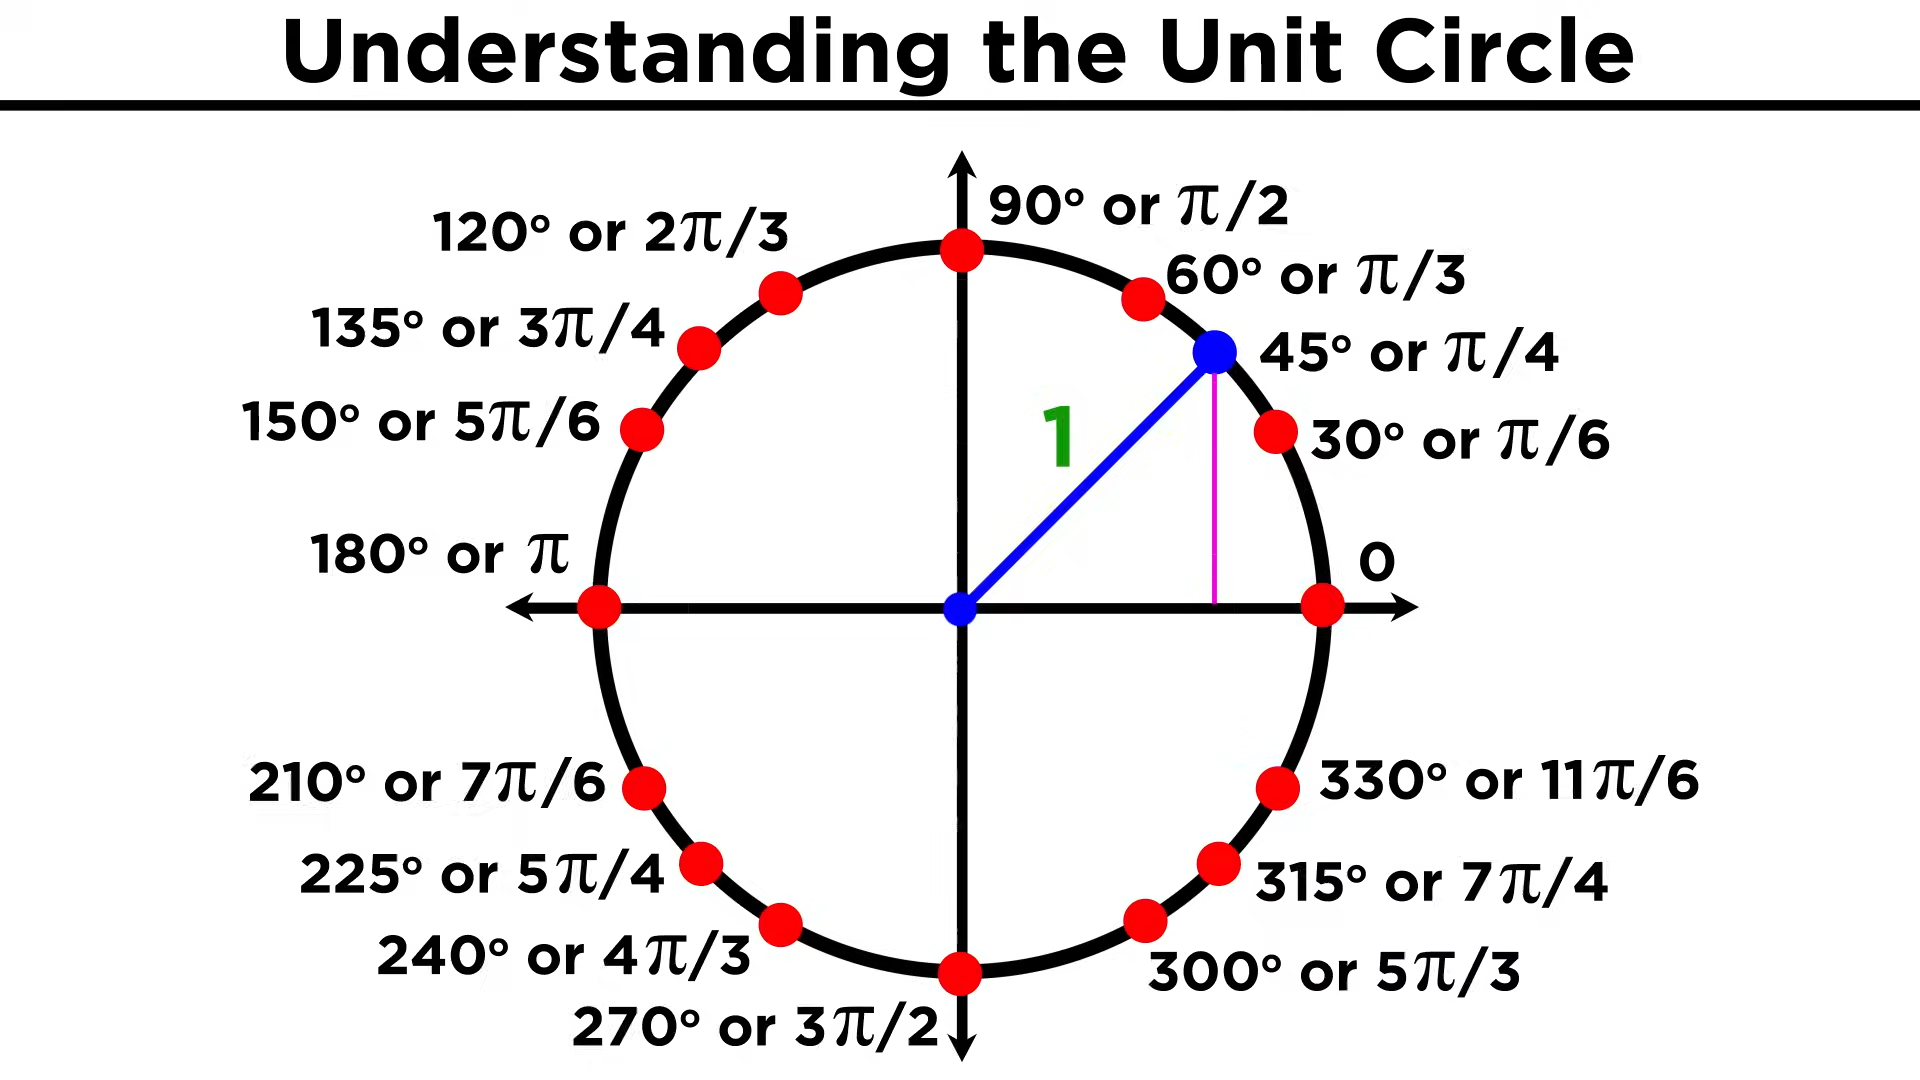 Understanding the Unit Circle
90° or π/2
120° or 2π/3
60° or π/3
135° or 3π/4
45° or π/4
150° or 5π/6
1
30° or π/6
180° or π
0
210° or 7π/6
330° or 11π/6
225° or 5π/4
315° or 7π/4
240° or 4π/3
300° or 5π/3
270° or 3π/2